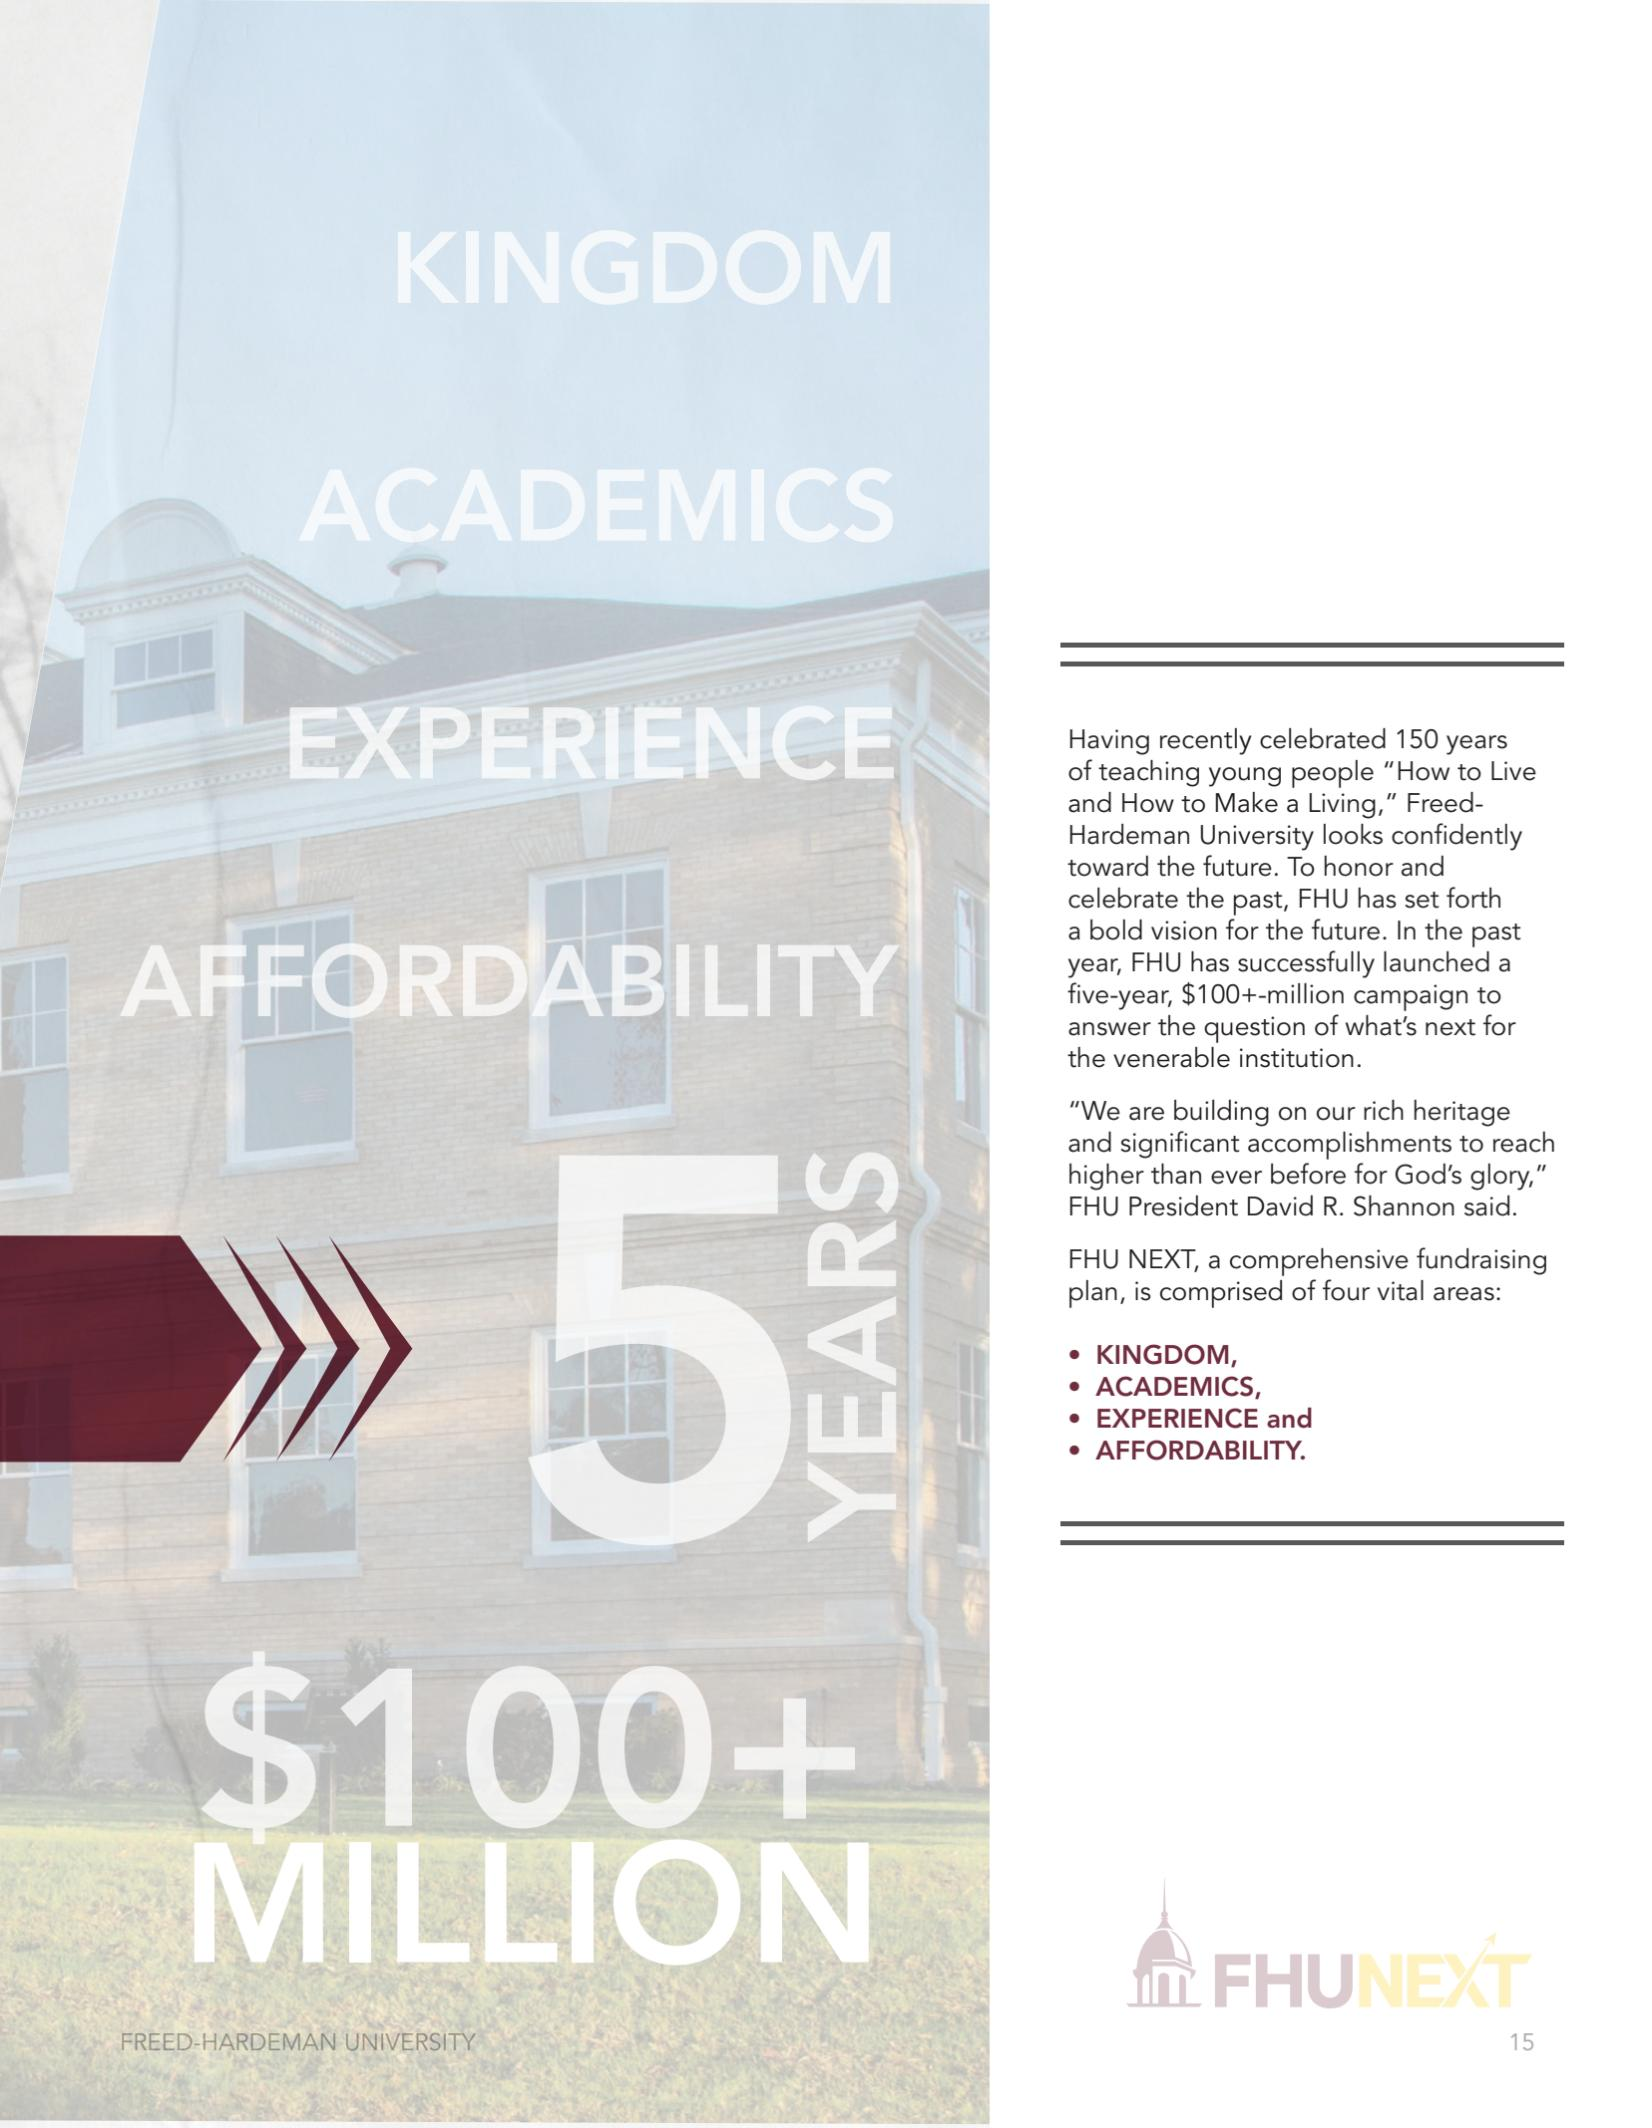 KINGDOM
ACADEMICS
EXPERIENCE
AFFORDABILITY
5
YEARS
$100+
MILLION
Having recently celebrated 150 years
of teaching young people “How to Live
and How to Make a Living,” Freed-
Hardeman University looks confidently
toward the future. To honor and
celebrate the past, FHU has set forth
a bold vision for the future. In the past
year, FHU has successfully launched a
five-year, $100+-million campaign to
answer the question of what’s next for
the venerable institution.
“We are building on our rich heritage
and significant accomplishments to reach
higher than ever before for God’s glory,”
FHU President David R. Shannon said.
FHU NEXT, a comprehensive fundraising
plan, is comprised of four vital areas:
• KINGDOM,
• ACADEMICS,
• EXPERIENCE and
• AFFORDABILITY.
FHUNEXT
FREED-HARDEMAN UNIVERSITY
15